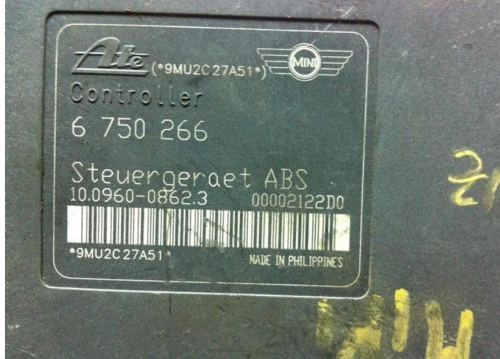 Ate (*9MU2C27A51*) MINI
Controller
6 750 266
Steuergeraet ABS
10.0960-0862.3 00002122D0
*9MU2C27A51*
MADE IN PHILIPPINES